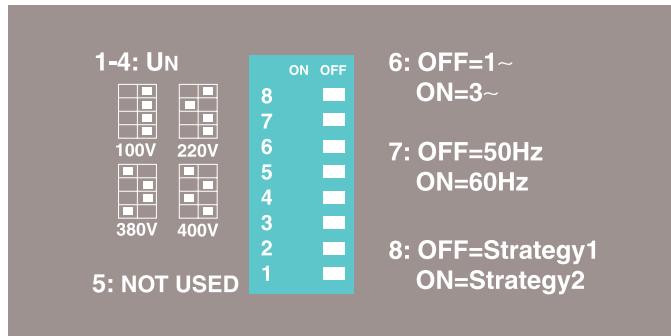 1-4: UN
100V 220V
380V 400V
5: NOT USED
ON OFF
8
7
6
5
4
3
2
1
6: OFF=1~
ON=3~
7: OFF=50Hz
ON=60Hz
8: OFF=Strategy1
ON=Strategy2